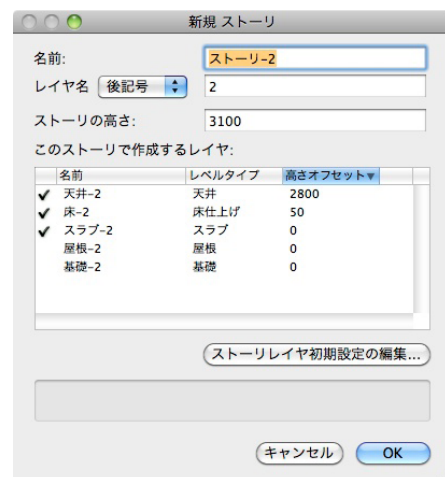 新規 ストーリ
名前: ストーリ-2
レイヤ名 後記号 2
ストーリの高さ: 3100
このストーリで作成するレイヤ:
名前 レベルタイプ 高さオフセット▼
✓ 天井-2 天井 2800
✓ 床-2 床仕上げ 50
✓ スラブ-2 スラブ 0
屋根-2 屋根 0
基礎-2 基礎 0
ストーリレイヤ初期設定の編集...
キャンセル OK